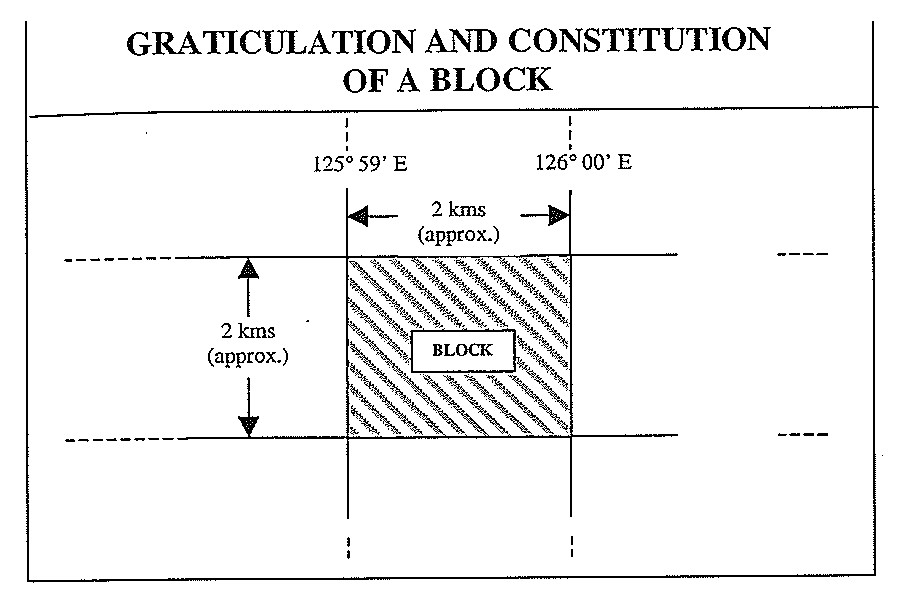 GRATICULATION AND CONSTITUTION
OF A BLOCK
125° 59' E
126° 00' E
2 kms
(approx.)
2 kms
(approx.)
BLOCK